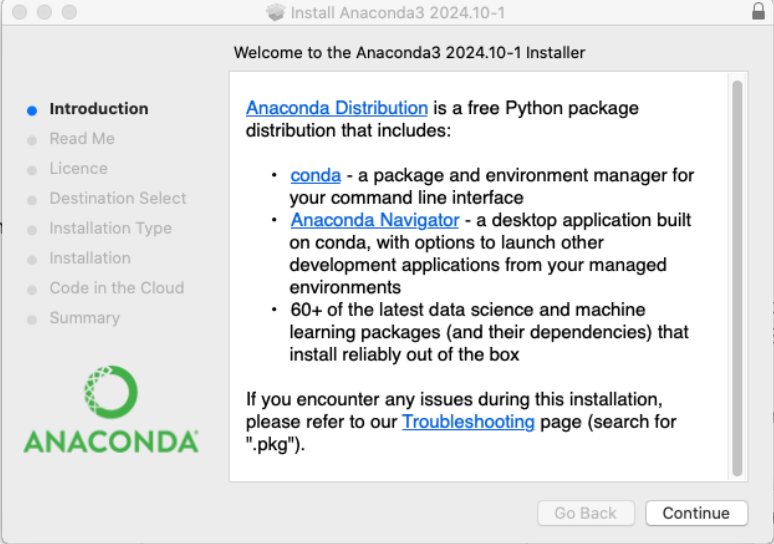 Install Anaconda3 2024.10-1
Welcome to the Anaconda3 2024.10-1 Installer
Introduction
Read Me
Licence
Destination Select
Installation Type
Installation
Code in the Cloud
Summary
ANACONDA
Anaconda Distribution is a free Python package
distribution that includes:
• conda - a package and environment manager for
your command line interface
• Anaconda Navigator - a desktop application built
on conda, with options to launch other
development applications from your managed
environments
• 60+ of the latest data science and machine
learning packages (and their dependencies) that
install reliably out of the box
If you encounter any issues during this installation,
please refer to our Troubleshooting page (search for
".pkg").
Go Back
Continue